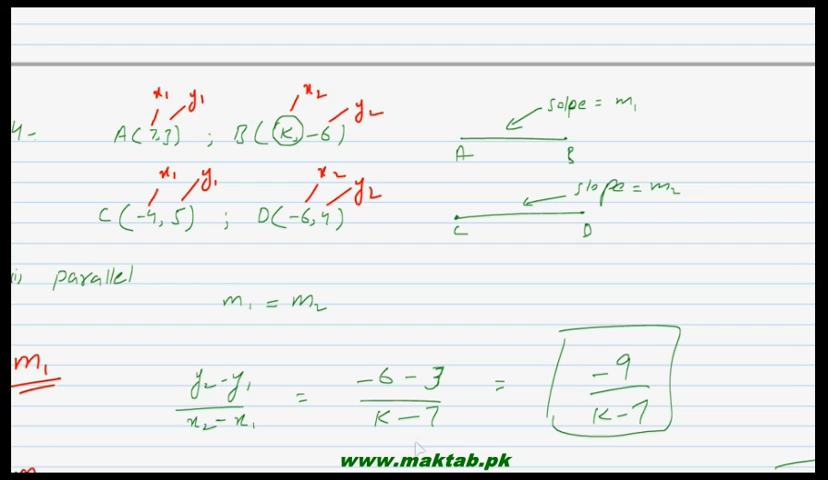 x₁ y₁ x₂ y₂
4- A(7,3) ; B(K,-6) slope = m₁
A B
x₁ y₁ x₂ y₂
C(-4, 5) ; D(-6,4) slope = m₂
C D
i) parallel
m₁ = m₂
m₁
y₂-y₁ / x₂-x₁ = -6-3 / K-7 = -9 / K-7
www.maktab.pk